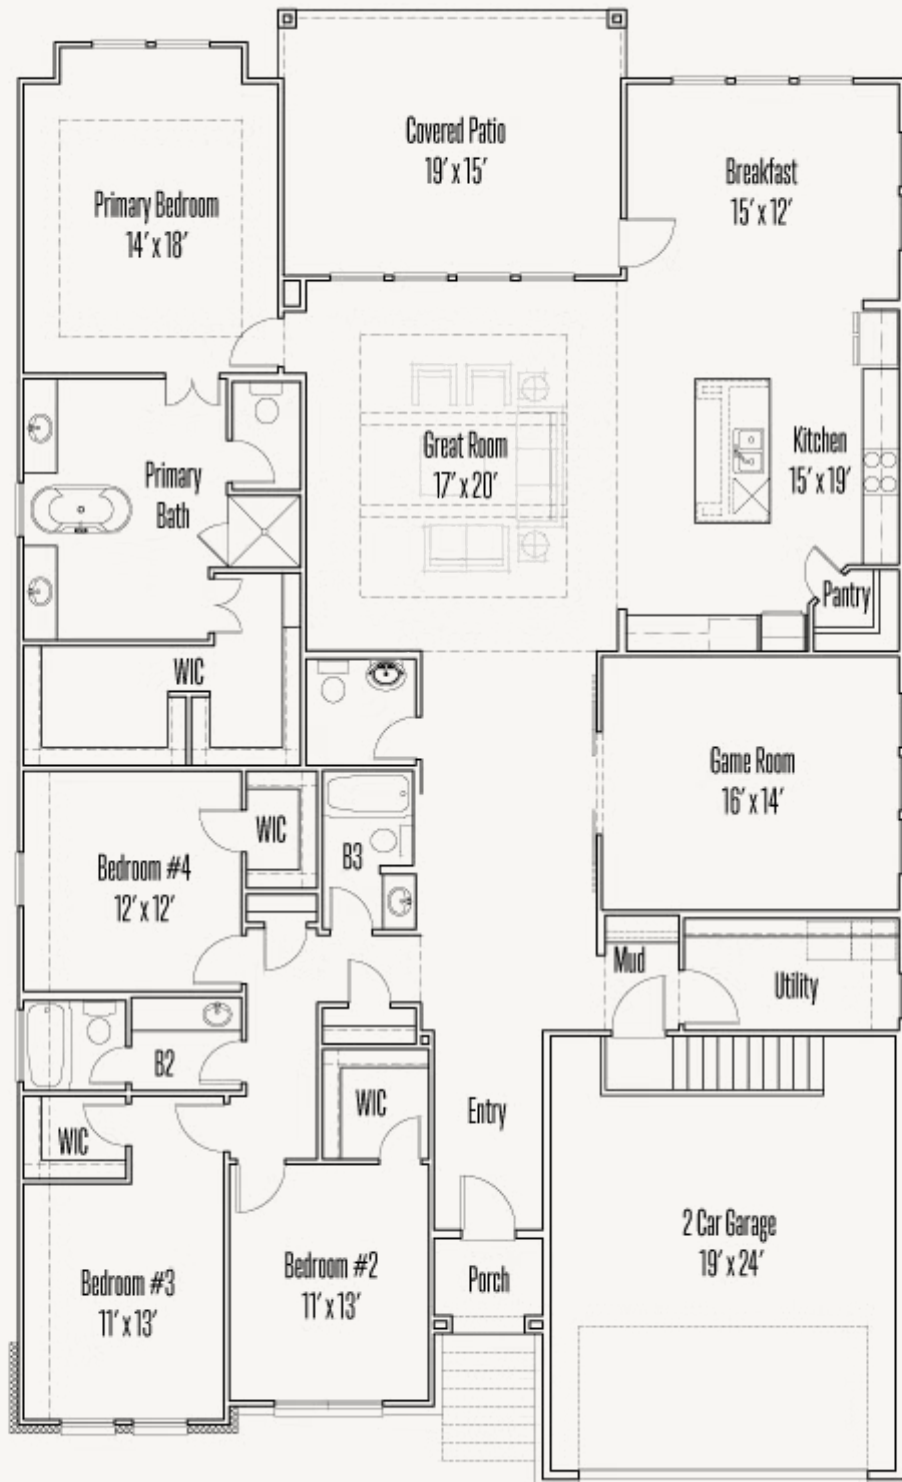 Covered Patio
19' x 15'
Breakfast
15' x 12'
Primary Bedroom
14' x 18'
Great Room
17' x 20'
Kitchen
15' x 19'
Primary
Bath
Pantry
WIC
Game Room
16' x 14'
WIC
B3
Bedroom #4
12' x 12'
Mud
Utility
B2
WIC
Entry
WIC
2 Car Garage
19' x 24'
Bedroom #2
11' x 13'
Porch
Bedroom #3
11' x 13'